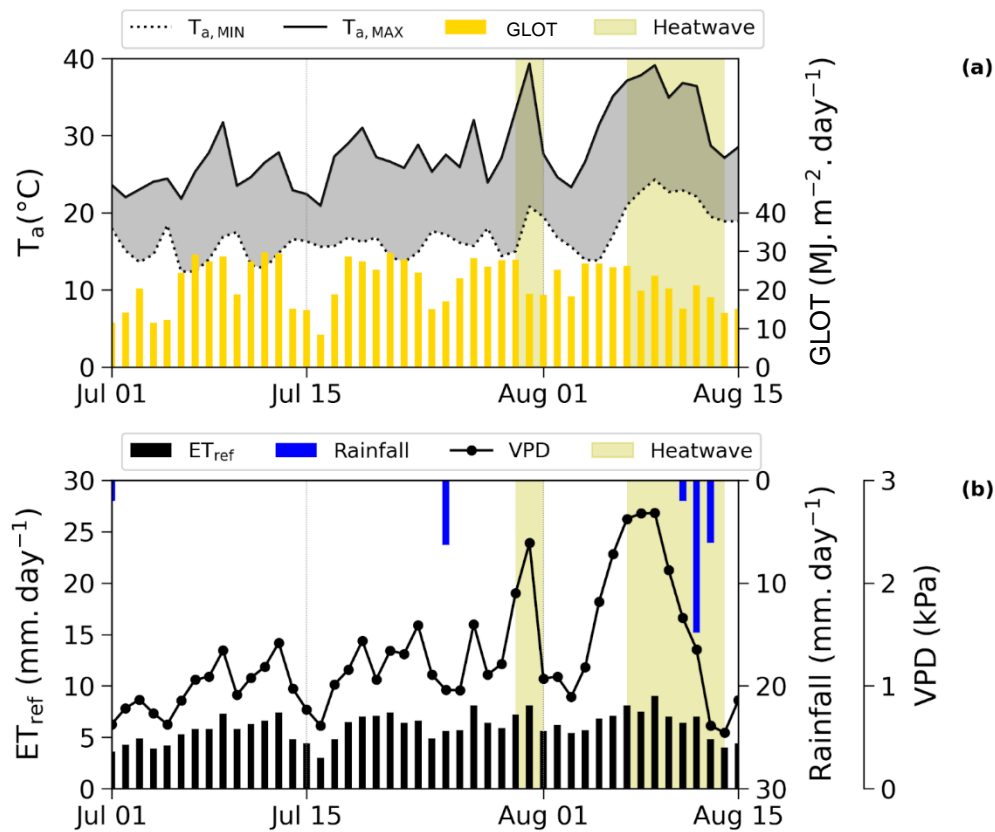 T_a,MIN T_a,MAX GLOT Heatwave
(a)
40
30
20
10
0
T_a(°C)
40
30
20
10
0
GLOT (MJ. m⁻². day⁻¹)
Jul 01 Jul 15 Aug 01 Aug 15
ET_ref Rainfall VPD Heatwave
(b)
30
25
20
15
10
5
0
ET_ref (mm. day⁻¹)
0
10
20
30
Rainfall (mm. day⁻¹)
3
2
1
0
VPD (kPa)
Jul 01 Jul 15 Aug 01 Aug 15